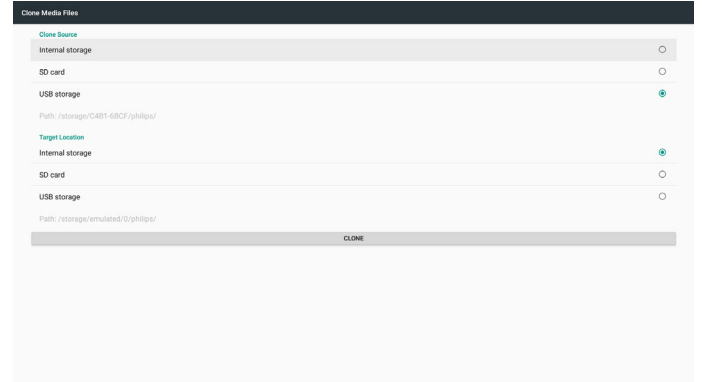 Clone Media Files
Clone Source
Internal storage
SD card
USB storage
Path: /storage/C4B1-6BCF/philips/
Target Location
Internal storage
SD card
USB storage
Path: /storage/emulated/0/philips/
CLONE